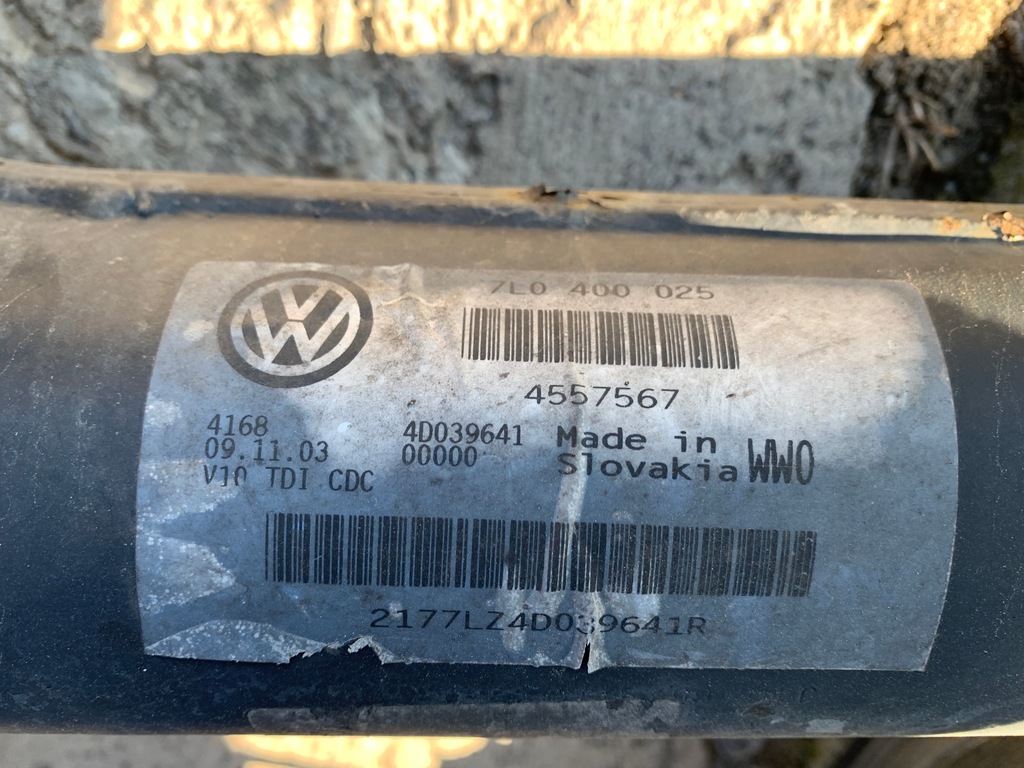 7L0 400 025
4557567
4168
09.11.03
V10 TDI CDC
4D039641
00000
Made in
Slovakia
WWO
2177LZ4D039641R